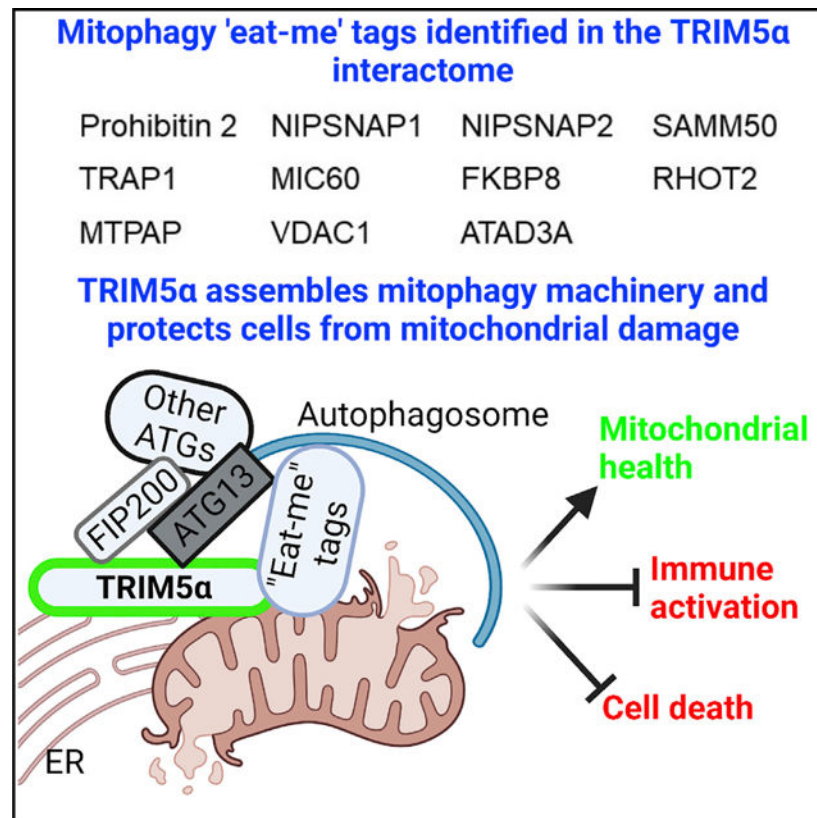 Mitophagy 'eat-me' tags identified in the TRIM5α
interactome
Prohibitin 2 NIPSNAP1 NIPSNAP2 SAMM50
TRAP1 MIC60 FKBP8 RHOT2
MTPAP VDAC1 ATAD3A
TRIM5α assembles mitophagy machinery and
protects cells from mitochondrial damage
Other
ATGs
Autophagosome
FIP200
ATG13
"Eat-me"
tags
TRIM5α
ER
Mitochondrial
health
Immune
activation
Cell death